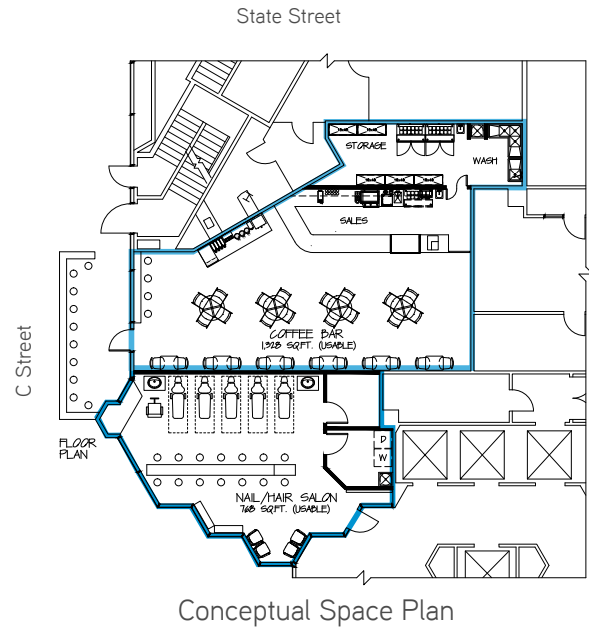 State Street
STORAGE
WASH
SALES
COFFEE BAR
1,328 SQ.FT. (USABLE)
C Street
FLOOR
PLAN
D
W
NAIL/HAIR SALON
768 SQ.FT. (USABLE)
Conceptual Space Plan